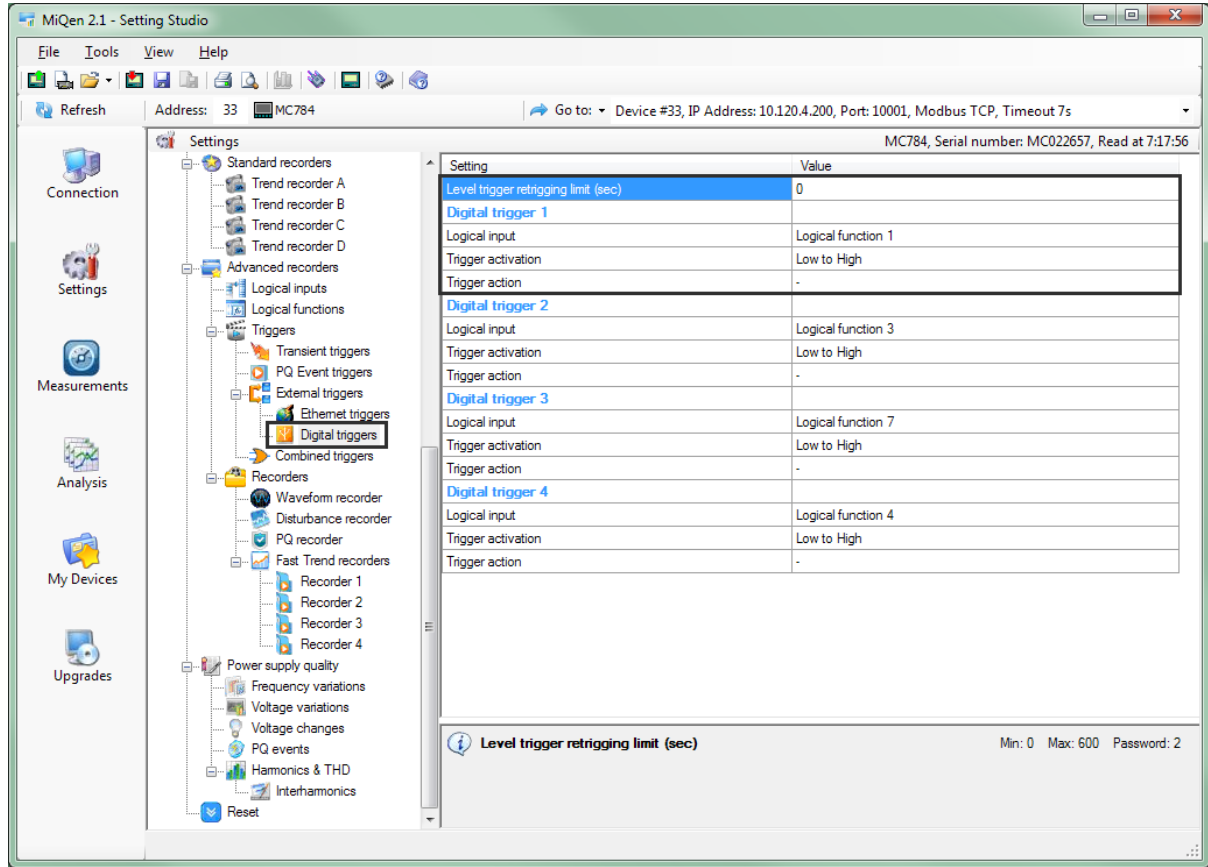 MiQen 2.1 - Setting Studio
File Tools View Help
Refresh Address: 33 MC784 Go to: Device #33, IP Address: 10.120.4.200, Port: 10001, Modbus TCP, Timeout 7s
Settings MC784, Serial number: MC022657, Read at 7:17:56
Connection
Settings
Measurements
Analysis
My Devices
Upgrades
Standard recorders
Trend recorder A
Trend recorder B
Trend recorder C
Trend recorder D
Advanced recorders
Logical inputs
Logical functions
Triggers
Transient triggers
PQ Event triggers
External triggers
Ethernet triggers
Digital triggers
Combined triggers
Recorders
Waveform recorder
Disturbance recorder
PQ recorder
Fast Trend recorders
Recorder 1
Recorder 2
Recorder 3
Recorder 4
Power supply quality
Frequency variations
Voltage variations
Voltage changes
PQ events
Harmonics & THD
Interharmonics
Reset
Setting Value
Level trigger retrigging limit (sec) 0
Digital trigger 1
Logical input Logical function 1
Trigger activation Low to High
Trigger action -
Digital trigger 2
Logical input Logical function 3
Trigger activation Low to High
Trigger action -
Digital trigger 3
Logical input Logical function 7
Trigger activation Low to High
Trigger action -
Digital trigger 4
Logical input Logical function 4
Trigger activation Low to High
Trigger action -
Level trigger retrigging limit (sec) Min: 0 Max: 600 Password: 2